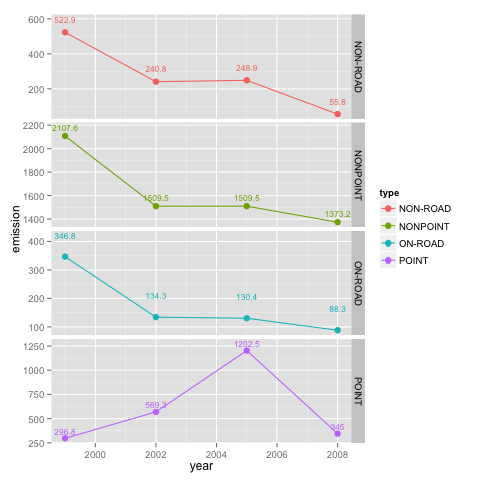 600
400
200
522.9
240.8
248.9
55.8
NON-ROAD
2200
2000
1800
1600
1400
2107.6
1509.5
1509.5
1373.2
NONPOINT
400
300
200
100
346.8
134.3
130.4
88.3
ON-ROAD
1250
1000
750
500
250
296.8
569.3
1202.5
345
POINT
2000 2002 2004 2006 2008
year
emission
type
NON-ROAD
NONPOINT
ON-ROAD
POINT